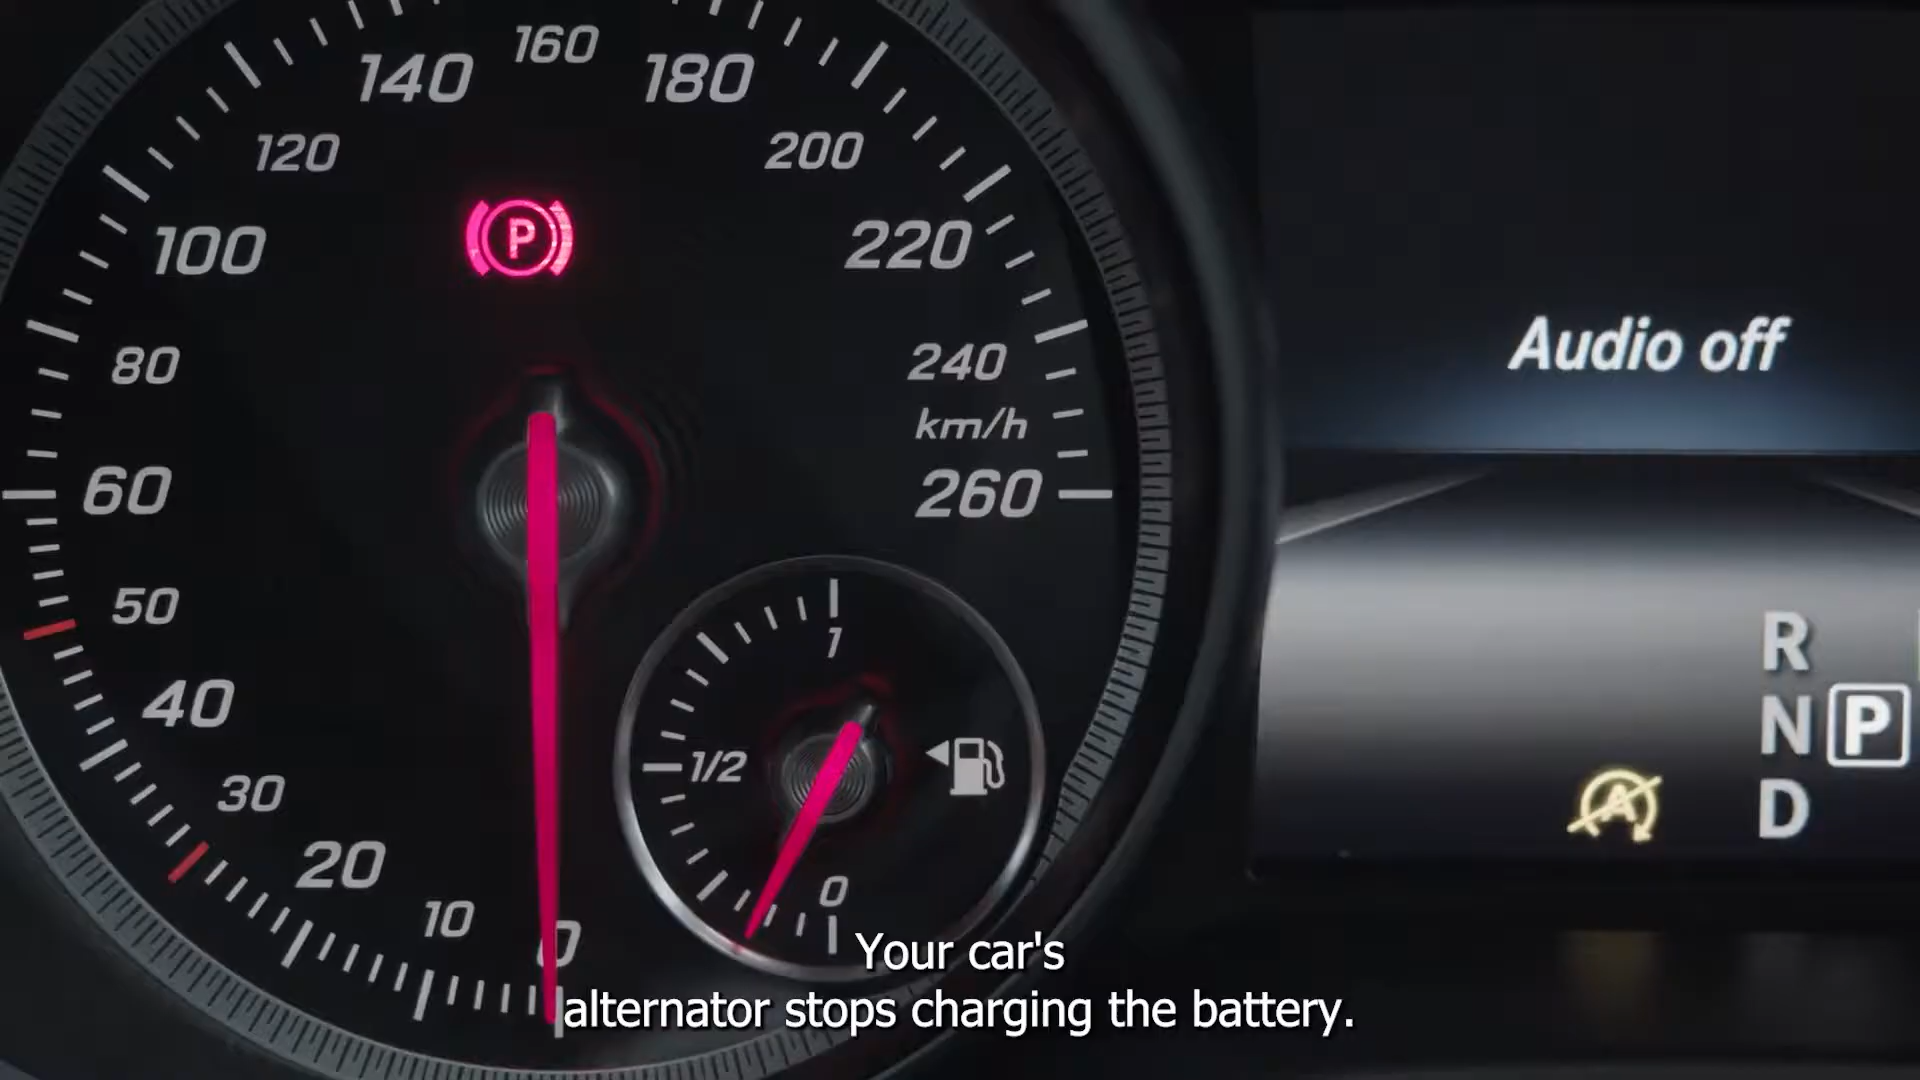 160
140
180
120
200
100
220
80
240
km/h
60
260
50
40
30
20
10
0
P
1
1/2
0
Audio off
R
N P
D
A
Your car's
alternator stops charging the battery.